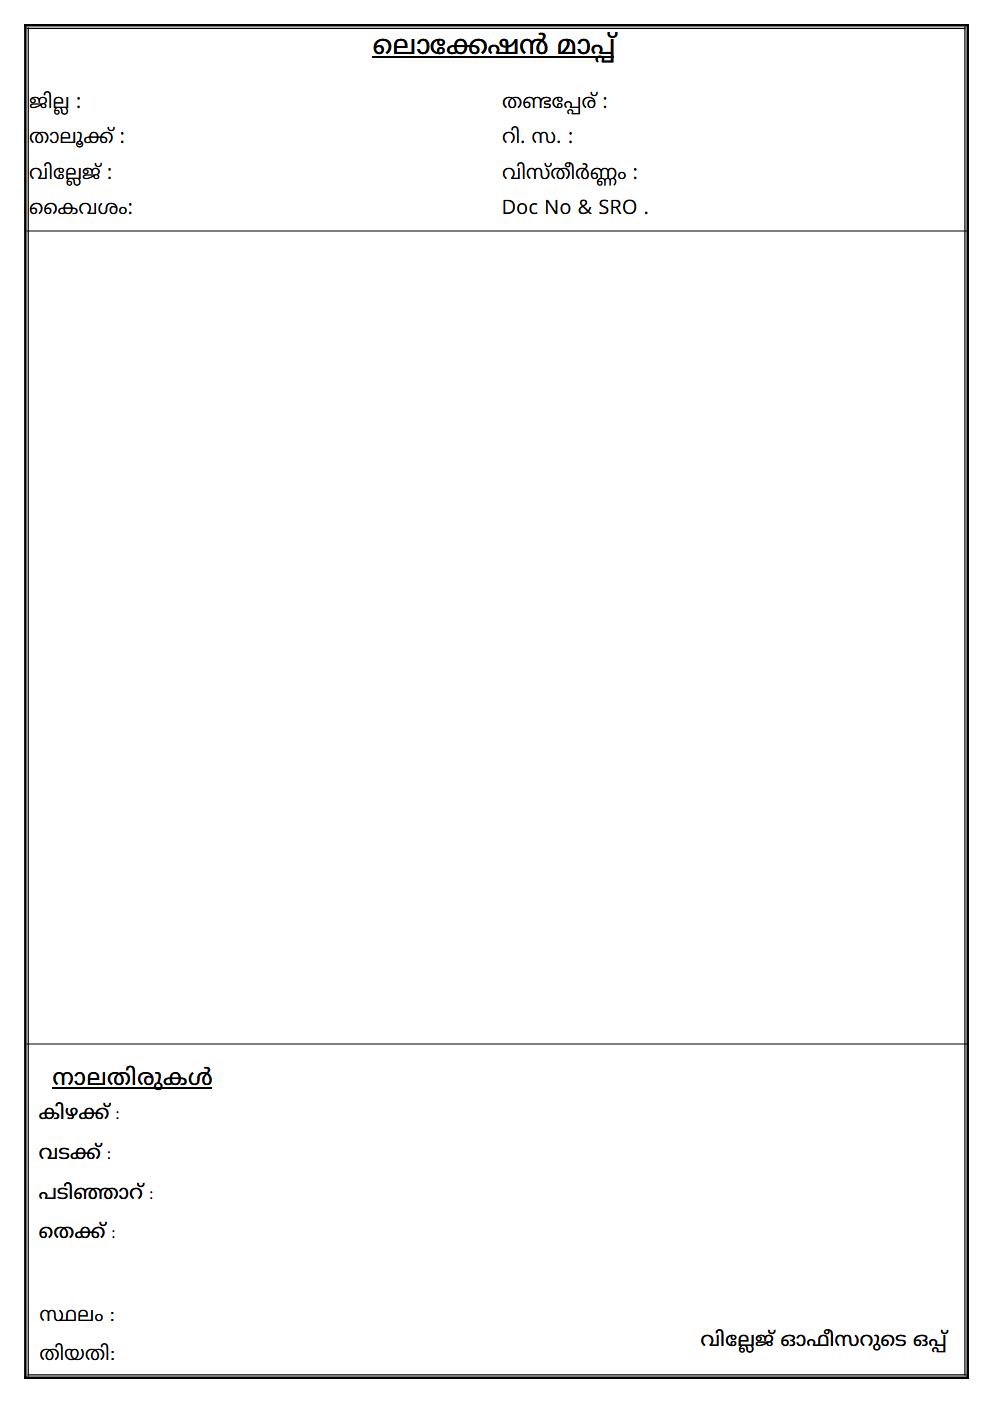 ലൊക്കേഷൻ മാപ്പ്
ജില്ല :
തണ്ടപ്പേര് :
താലൂക്ക് :
റി. സ. :
വില്ലേജ് :
വിസ്തീർണ്ണം :
കൈവശം:
Doc No & SRO .
നാലതിരുകൾ
കിഴക്ക് :
വടക്ക് :
പടിഞ്ഞാറ് :
തെക്ക് :
സ്ഥലം :
വില്ലേജ് ഓഫീസറുടെ ഒപ്പ്
തിയതി: